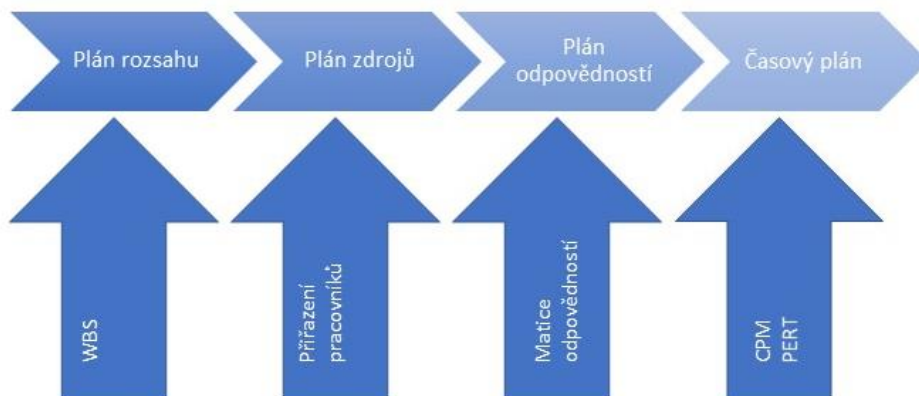 Plán rozsahu
Plán zdrojů
Plán
odpovědností
Časový plán
WBS
Přiřazení
pracovníků
Matice
odpovědností
CPM
PERT